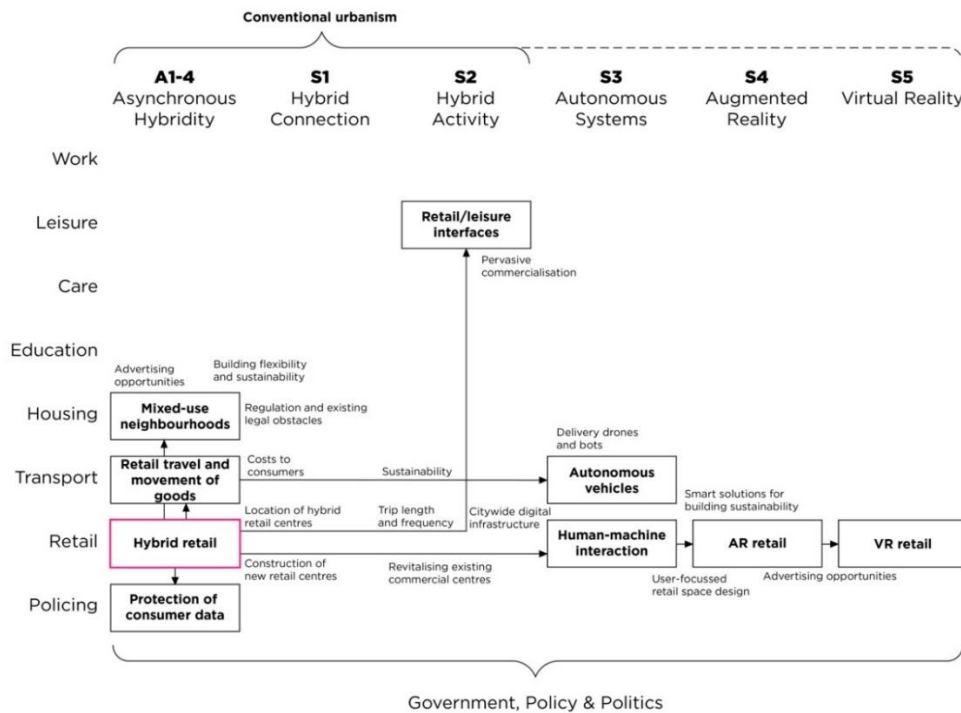 Conventional urbanism
A1-4
Asynchronous
Hybridity
S1
Hybrid
Connection
S2
Hybrid
Activity
S3
Autonomous
Systems
S4
Augmented
Reality
S5
Virtual Reality
Work
Leisure
Retail/leisure
interfaces
Pervasive
commercialisation
Care
Education
Advertising
opportunities
Building flexibility
and sustainability
Housing
Mixed-use
neighbourhoods
Regulation and existing
legal obstacles
Delivery drones
and bots
Transport
Retail travel and
movement of
goods
Costs to
consumers
Sustainability
Autonomous
vehicles
Smart solutions for
building sustainability
Location of hybrid
retail centres
Trip length
and frequency
Citywide digital
infrastructure
Retail
Hybrid retail
Human-machine
interaction
AR retail
VR retail
Construction of
new retail centres
Revitalising existing
commercial centres
User-focussed
retail space design
Advertising opportunities
Policing
Protection of
consumer data
Government, Policy & Politics